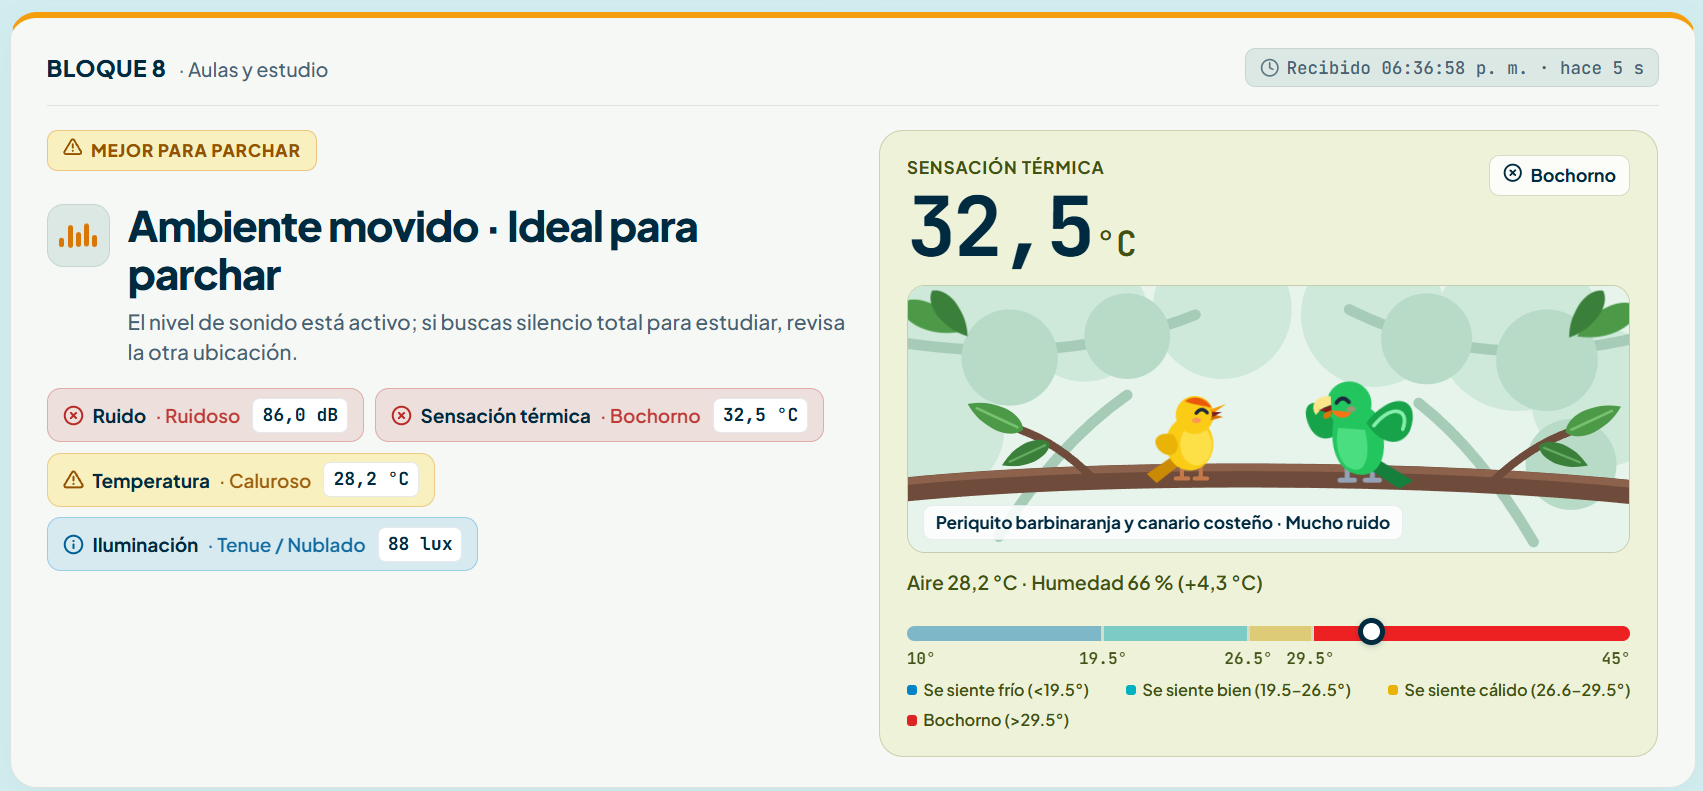 BLOQUE 8 · Aulas y estudio
Recibido 06:36:58 p. m. · hace 5 s
MEJOR PARA PARCHAR
Ambiente movido · Ideal para
parchar
El nivel de sonido está activo; si buscas silencio total para estudiar, revisa
la otra ubicación.
Ruido · Ruidoso 86,0 dB
Sensación térmica · Bochorno 32,5 °C
Temperatura · Caluroso 28,2 °C
Iluminación · Tenue / Nublado 88 lux
SENSACIÓN TÉRMICA
Bochorno
32,5 °C
Periquito barbinaranja y canario costeño · Mucho ruido
Aire 28,2 °C · Humedad 66 % (+4,3 °C)
10° 19.5° 26.5° 29.5° 45°
Se siente frío (<19.5°) Se siente bien (19.5–26.5°) Se siente cálido (26.6–29.5°)
Bochorno (>29.5°)